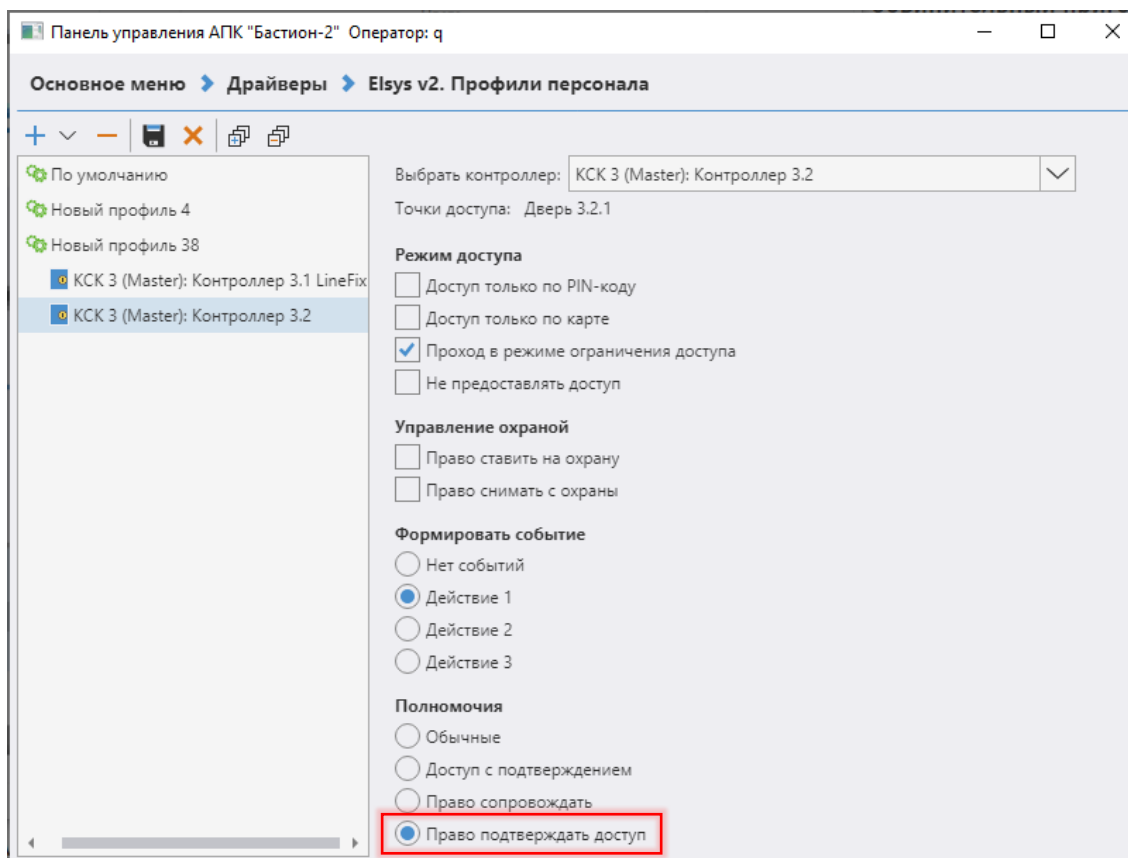 Панель управления АПК "Бастион-2" Оператор: q
Основное меню Драйверы Elsys v2. Профили персонала
По умолчанию
Новый профиль 4
Новый профиль 38
КСК 3 (Master): Контроллер 3.1 LineFix
КСК 3 (Master): Контроллер 3.2
Выбрать контроллер: КСК 3 (Master): Контроллер 3.2
Точки доступа: Дверь 3.2.1
Режим доступа
Доступ только по PIN-коду
Доступ только по карте
Проход в режиме ограничения доступа
Не предоставлять доступ
Управление охраной
Право ставить на охрану
Право снимать с охраны
Формировать событие
Нет событий
Действие 1
Действие 2
Действие 3
Полномочия
Обычные
Доступ с подтверждением
Право сопровождать
Право подтверждать доступ